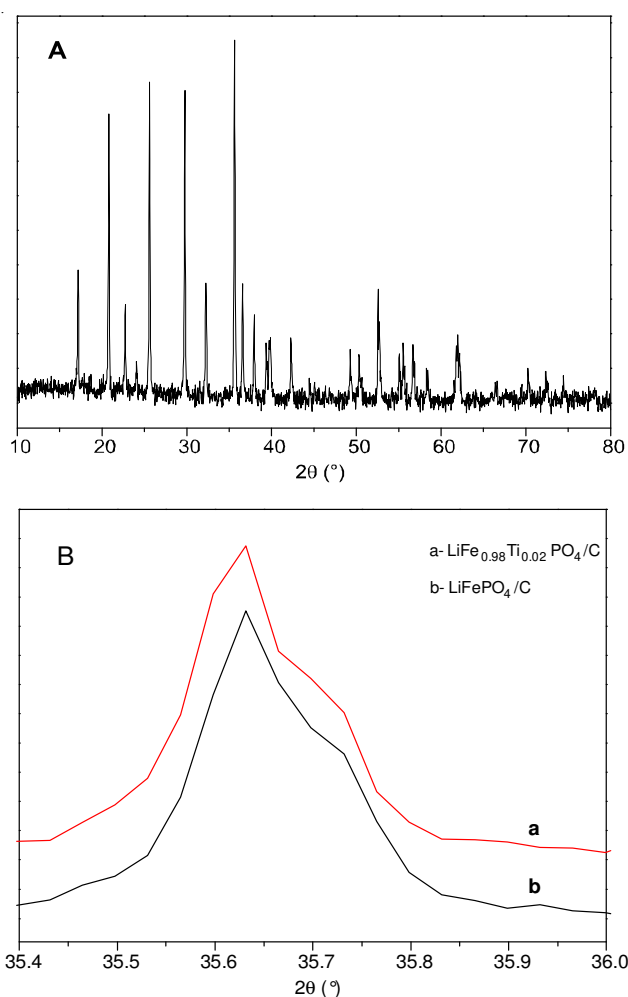 A
10 20 30 40 50 60 70 80
2θ (°)
B
a- LiFe0.98Ti0.02 PO4 /C
b- LiFePO4 /C
a
b
35.4 35.5 35.6 35.7 35.8 35.9 36.0
2θ (°)